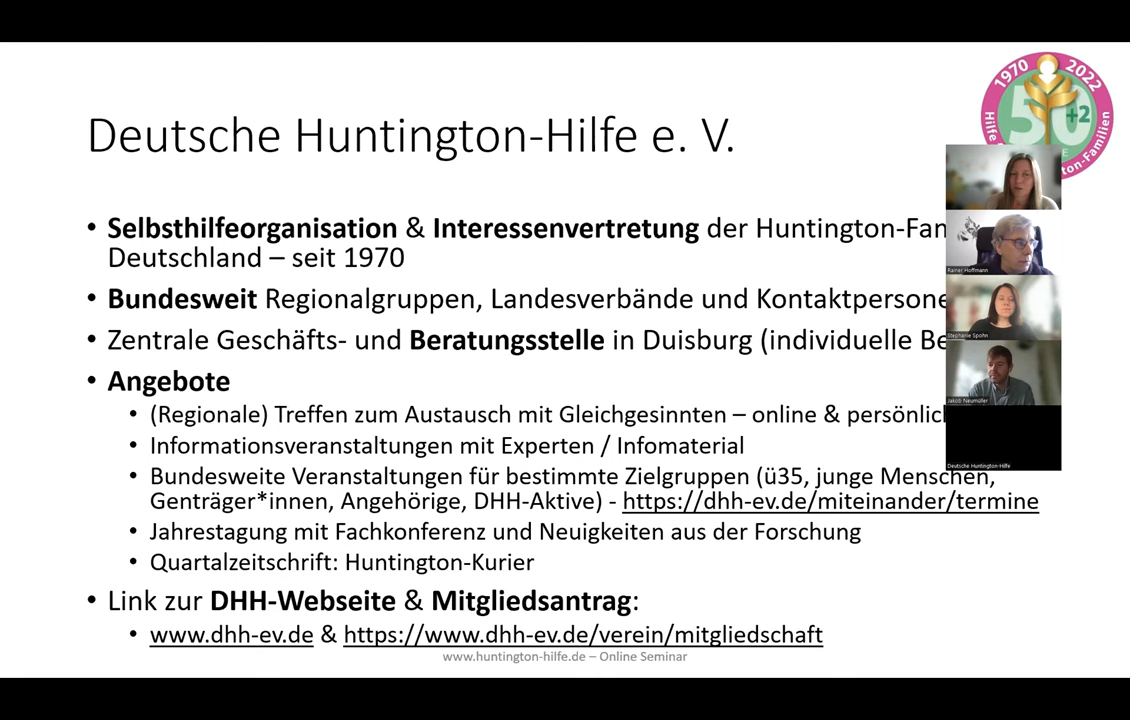 Deutsche Huntington-Hilfe e. V.
1970 2022
50 +2
Hilfe
ton-Familien
• Selbsthilfeorganisation & Interessenvertretung der Huntington-Fam
Deutschland – seit 1970
• Bundesweit Regionalgruppen, Landesverbände und Kontaktpersone
• Zentrale Geschäfts- und Beratungsstelle in Duisburg (individuelle Be
• Angebote
• (Regionale) Treffen zum Austausch mit Gleichgesinnten – online & persönlich
• Informationsveranstaltungen mit Experten / Infomaterial
• Bundesweite Veranstaltungen für bestimmte Zielgruppen (ü35, junge Menschen,
Genträger*innen, Angehörige, DHH-Aktive) - https://dhh-ev.de/miteinander/termine
• Jahrestagung mit Fachkonferenz und Neuigkeiten aus der Forschung
• Quartalzeitschrift: Huntington-Kurier
• Link zur DHH-Webseite & Mitgliedsantrag:
• www.dhh-ev.de & https://www.dhh-ev.de/verein/mitgliedschaft
www.huntington-hilfe.de – Online Seminar
Rainer Hoffmann
Stephanie Spohn
Jakob Neumüller
Deutsche Huntington-Hilfe